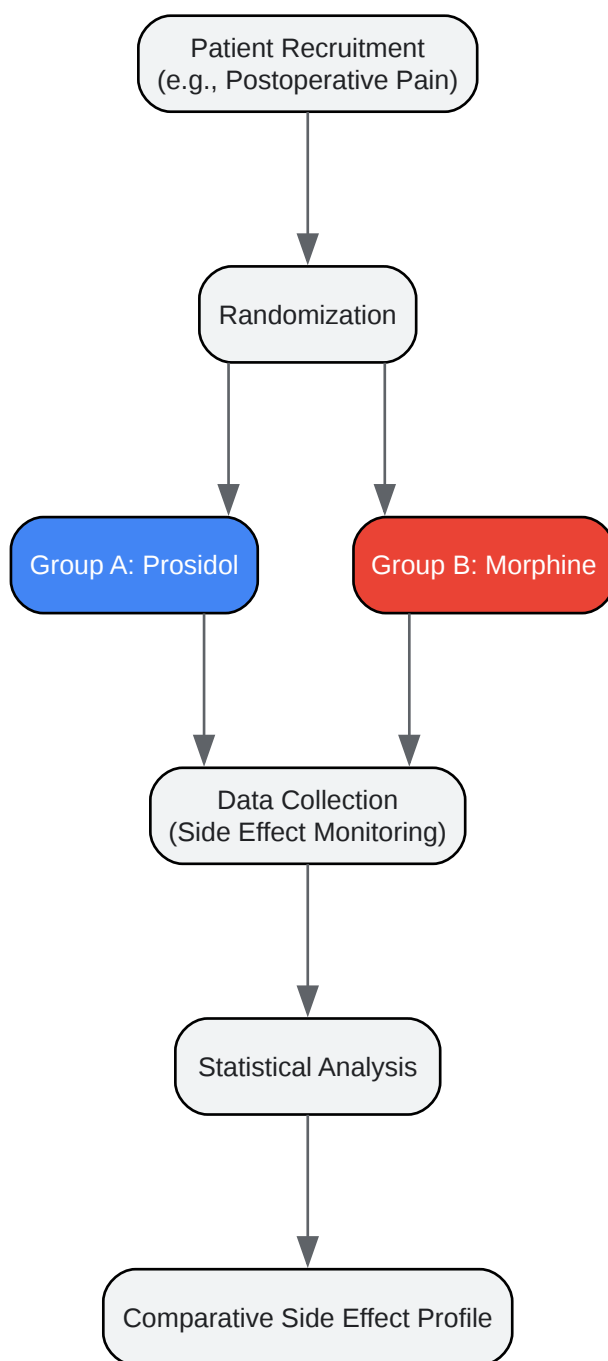 Patient Recruitment
(e.g., Postoperative Pain)
Randomization
Group A: Prosidol
Group B: Morphine
Data Collection
(Side Effect Monitoring)
Statistical Analysis
Comparative Side Effect Profile